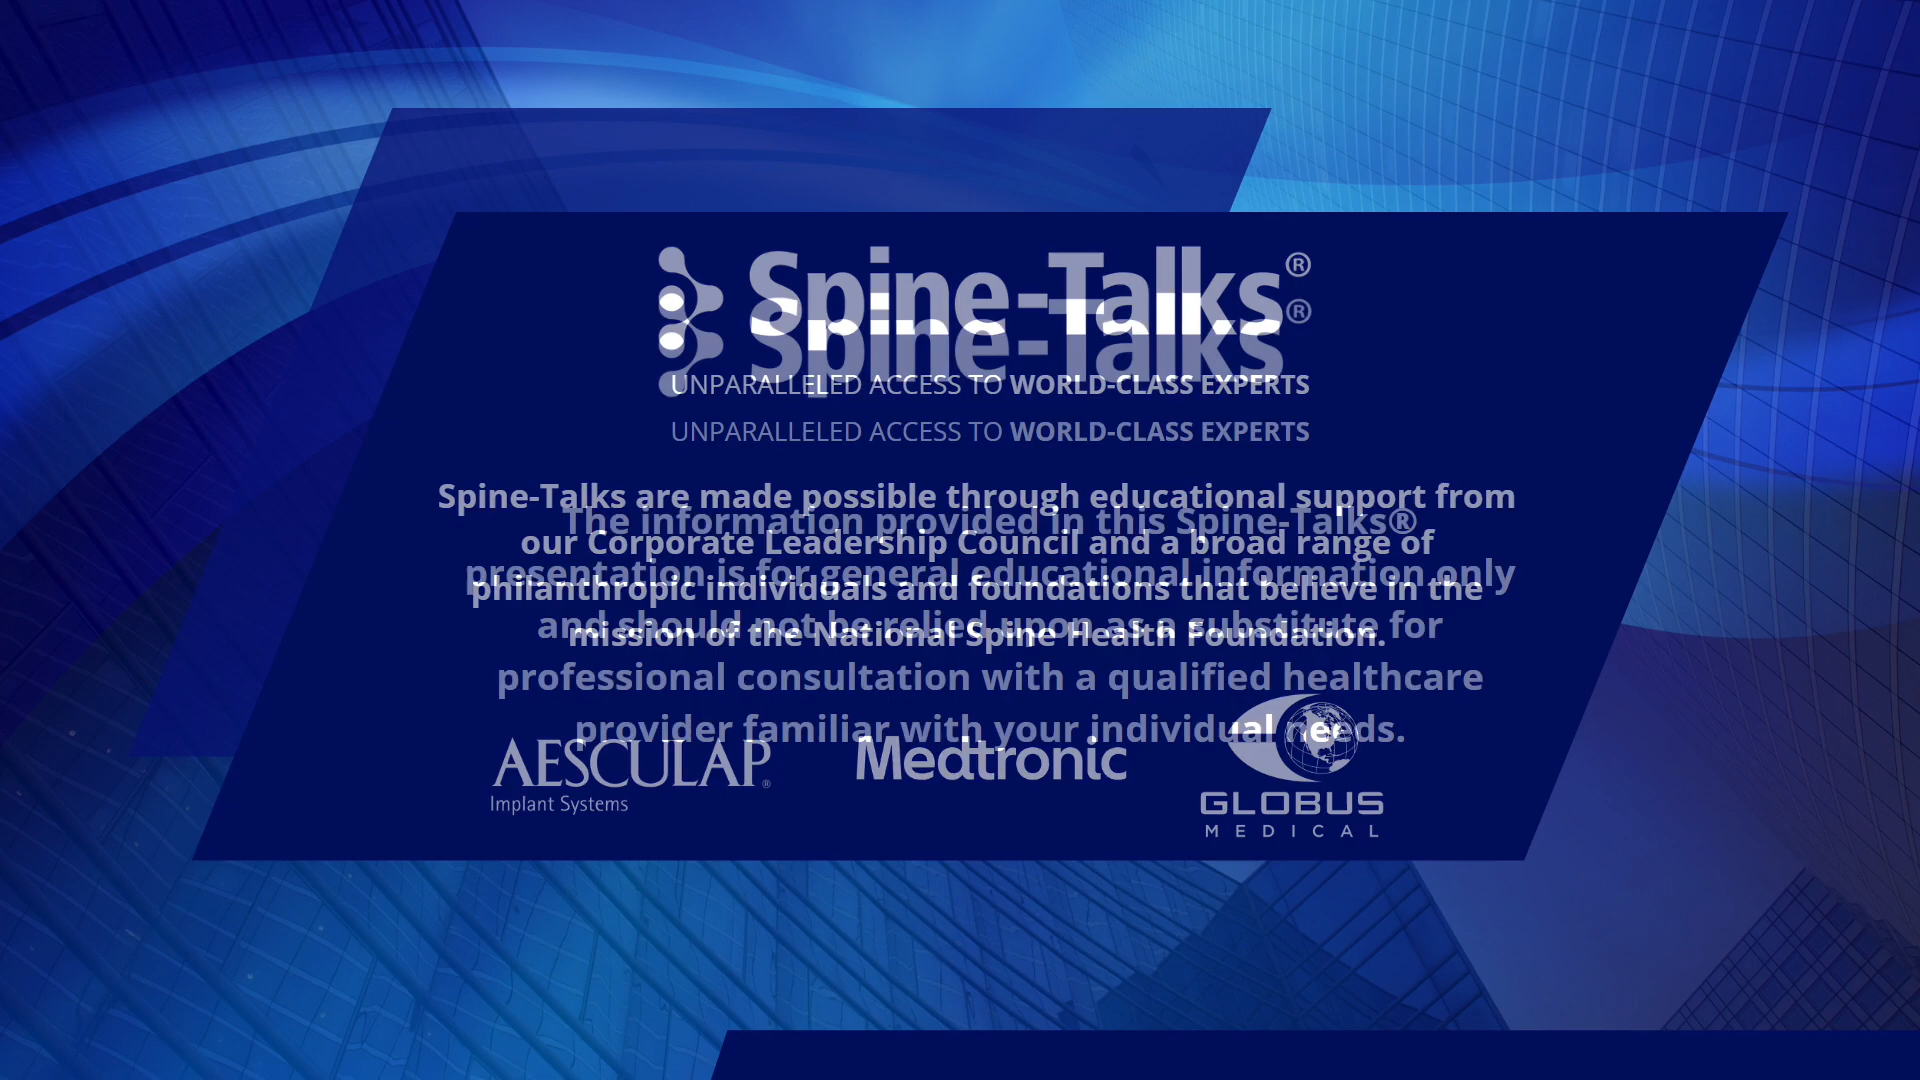 Spine-Talks®
Spine-Talks®
UNPARALLELED ACCESS TO WORLD-CLASS EXPERTS
UNPARALLELED ACCESS TO WORLD-CLASS EXPERTS
Spine-Talks are made possible through educational support from
our Corporate Leadership Council and a broad range of
philanthropic individuals and foundations that believe in the
mission of the National Spine Health Foundation.
The information provided in this Spine-Talks®
presentation is for general educational information only
and should not be relied upon as a substitute for
professional consultation with a qualified healthcare
provider familiar with your individual needs.
AESCULAP®
Implant Systems
Medtronic
GLOBUS
MEDICAL